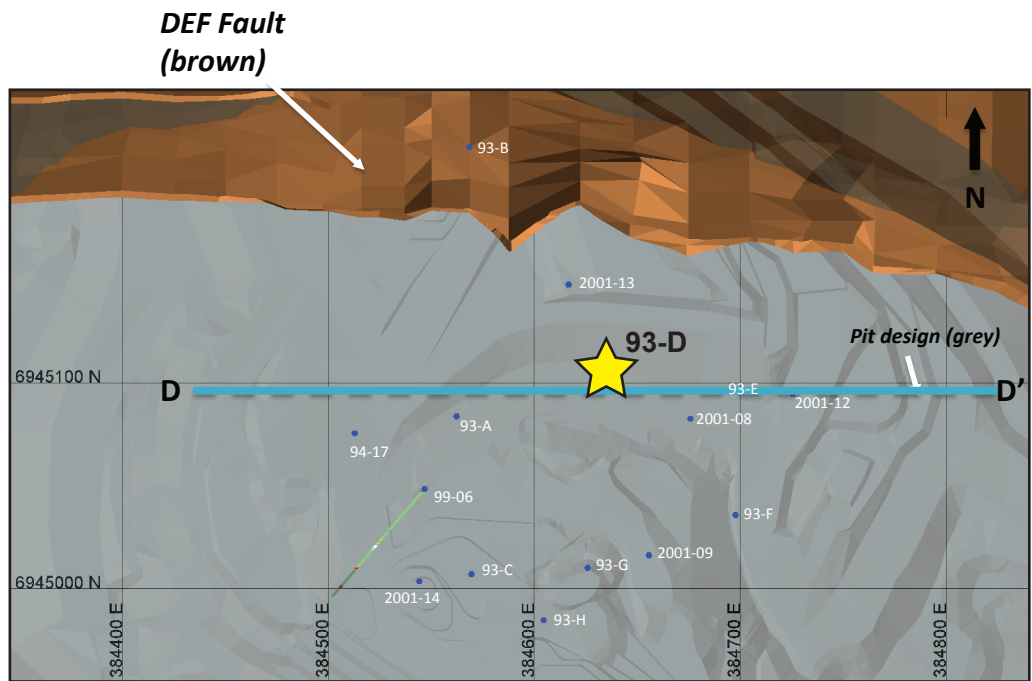 DEF Fault
(brown)
93-B
N
2001-13
93-D
Pit design (grey)
6945100 N
D
93-E
D'
2001-12
93-A
2001-08
94-17
99-06
93-F
2001-09
93-C
93-G
6945000 N
2001-14
93-H
384400 E
384500 E
384600 E
384700 E
384800 E